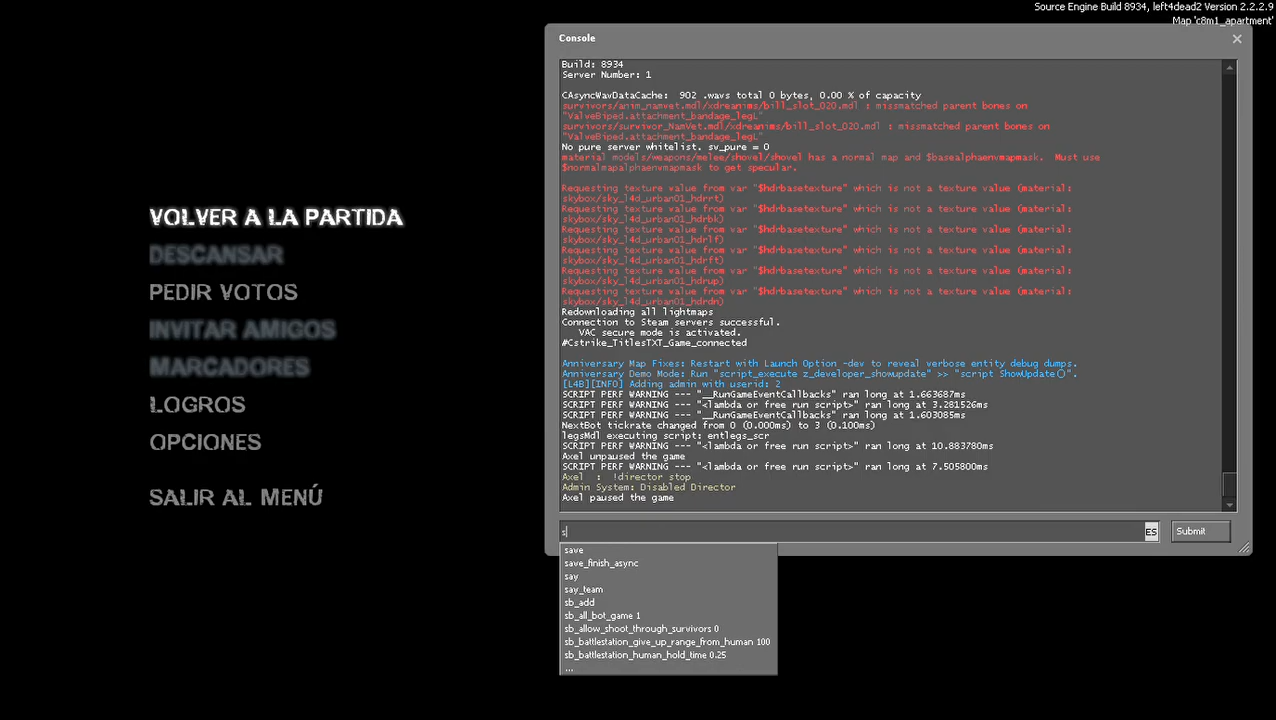 Source Engine Build 8934, left4dead2 Version 2.2.2.9
Map 'c8m1_apartment'
VOLVER A LA PARTIDA
DESCANSAR
PEDIR VOTOS
INVITAR AMIGOS
MARCADORES
LOGROS
OPCIONES
SALIR AL MENÚ
Console
Build: 8934
Server Number: 1
CAsyncWavDataCache:  902 .wavs total 0 bytes, 0.00 % of capacity
survivors/anim_namvet.mdl/xdreanims/bill_slot_020.mdl : missmatched parent bones on
"ValveBiped.attachment_bandage_legL"
survivors/survivor_NamVet.mdl/xdreanims/bill_slot_020.mdl : missmatched parent bones on
"ValveBiped.attachment_bandage_legL"
No pure server whitelist. sv_pure = 0
material models/weapons/melee/shovel/shovel has a normal map and $basealphaenvmapmask.  Must use
$normalmapalphaenvmapmask to get specular.
Requesting texture value from var "$hdrbasetexture" which is not a texture value (material:
skybox/sky_l4d_urban01_hdrrt)
Requesting texture value from var "$hdrbasetexture" which is not a texture value (material:
skybox/sky_l4d_urban01_hdrbk)
Requesting texture value from var "$hdrbasetexture" which is not a texture value (material:
skybox/sky_l4d_urban01_hdrlf)
Requesting texture value from var "$hdrbasetexture" which is not a texture value (material:
skybox/sky_l4d_urban01_hdrft)
Requesting texture value from var "$hdrbasetexture" which is not a texture value (material:
skybox/sky_l4d_urban01_hdrup)
Requesting texture value from var "$hdrbasetexture" which is not a texture value (material:
skybox/sky_l4d_urban01_hdrdn)
Redownloading all lightmaps
Connection to Steam servers successful.
VAC secure mode is activated.
#Cstrike_TitlesTXT_Game_connected
Anniversary Map Fixes: Restart with Launch Option -dev to reveal verbose entity debug dumps.
Anniversary Demo Mode: Run "script_execute z_developer_showupdate" >> "script ShowUpdate()".
[L4B][INFO] Adding admin with userid: 2
SCRIPT PERF WARNING --- "__RunGameEventCallbacks" ran long at 1.663687ms
SCRIPT PERF WARNING --- "<lambda or free run script>" ran long at 3.281526ms
SCRIPT PERF WARNING --- "__RunGameEventCallbacks" ran long at 1.603085ms
NextBot tickrate changed from 0 (0.000ms) to 3 (0.100ms)
legsMdl executing script: entlegs_scr
SCRIPT PERF WARNING --- "<lambda or free run script>" ran long at 10.883780ms
Axel unpaused the game
SCRIPT PERF WARNING --- "<lambda or free run script>" ran long at 7.505800ms
Axel  :  !director stop
Admin System: Disabled Director
Axel paused the game
s
ES
Submit
save
save_finish_async
say
say_team
sb_add
sb_all_bot_game 1
sb_allow_shoot_through_survivors 0
sb_battlestation_give_up_range_from_human 100
sb_battlestation_human_hold_time 0.25
...